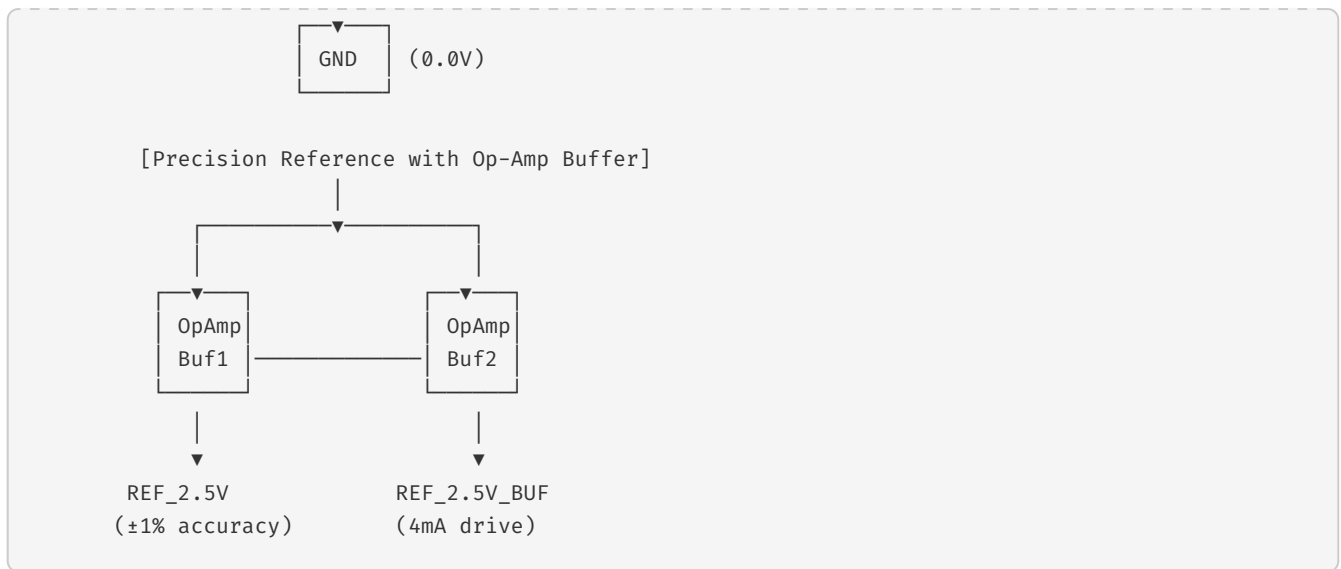 GND (0.0V)
[Precision Reference with Op-Amp Buffer]
OpAmp OpAmp
Buf1 Buf2
REF_2.5V REF_2.5V_BUF
(±1% accuracy) (4mA drive)